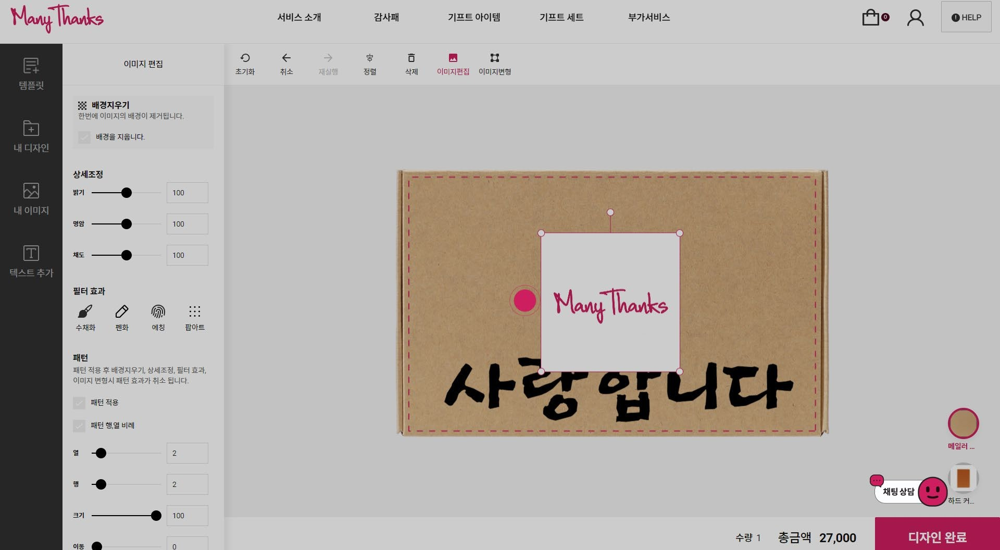 Many Thanks
서비스 소개
감사패
기프트 아이템
기프트 세트
부가서비스
0
HELP
템플릿
내 디자인
내 이미지
텍스트 추가
이미지 편집
초기화
취소
재실행
정렬
삭제
이미지편집
이미지변형
배경지우기
한번에 이미지의 배경이 제거됩니다.
배경을 지웁니다.
상세조정
밝기 100
명암 100
채도 100
필터 효과
수채화
펜화
에칭
팝아트
패턴
패턴 적용 후 배경지우기, 상세조정, 필터 효과,
이미지 변형시 패턴 효과가 취소 됩니다.
패턴 적용
패턴 행,열 비례
열 2
행 2
크기 100
이동 0
Many Thanks
메일러 ...
채팅 상담
하드 커...
수량 1
총금액 27,000
디자인 완료